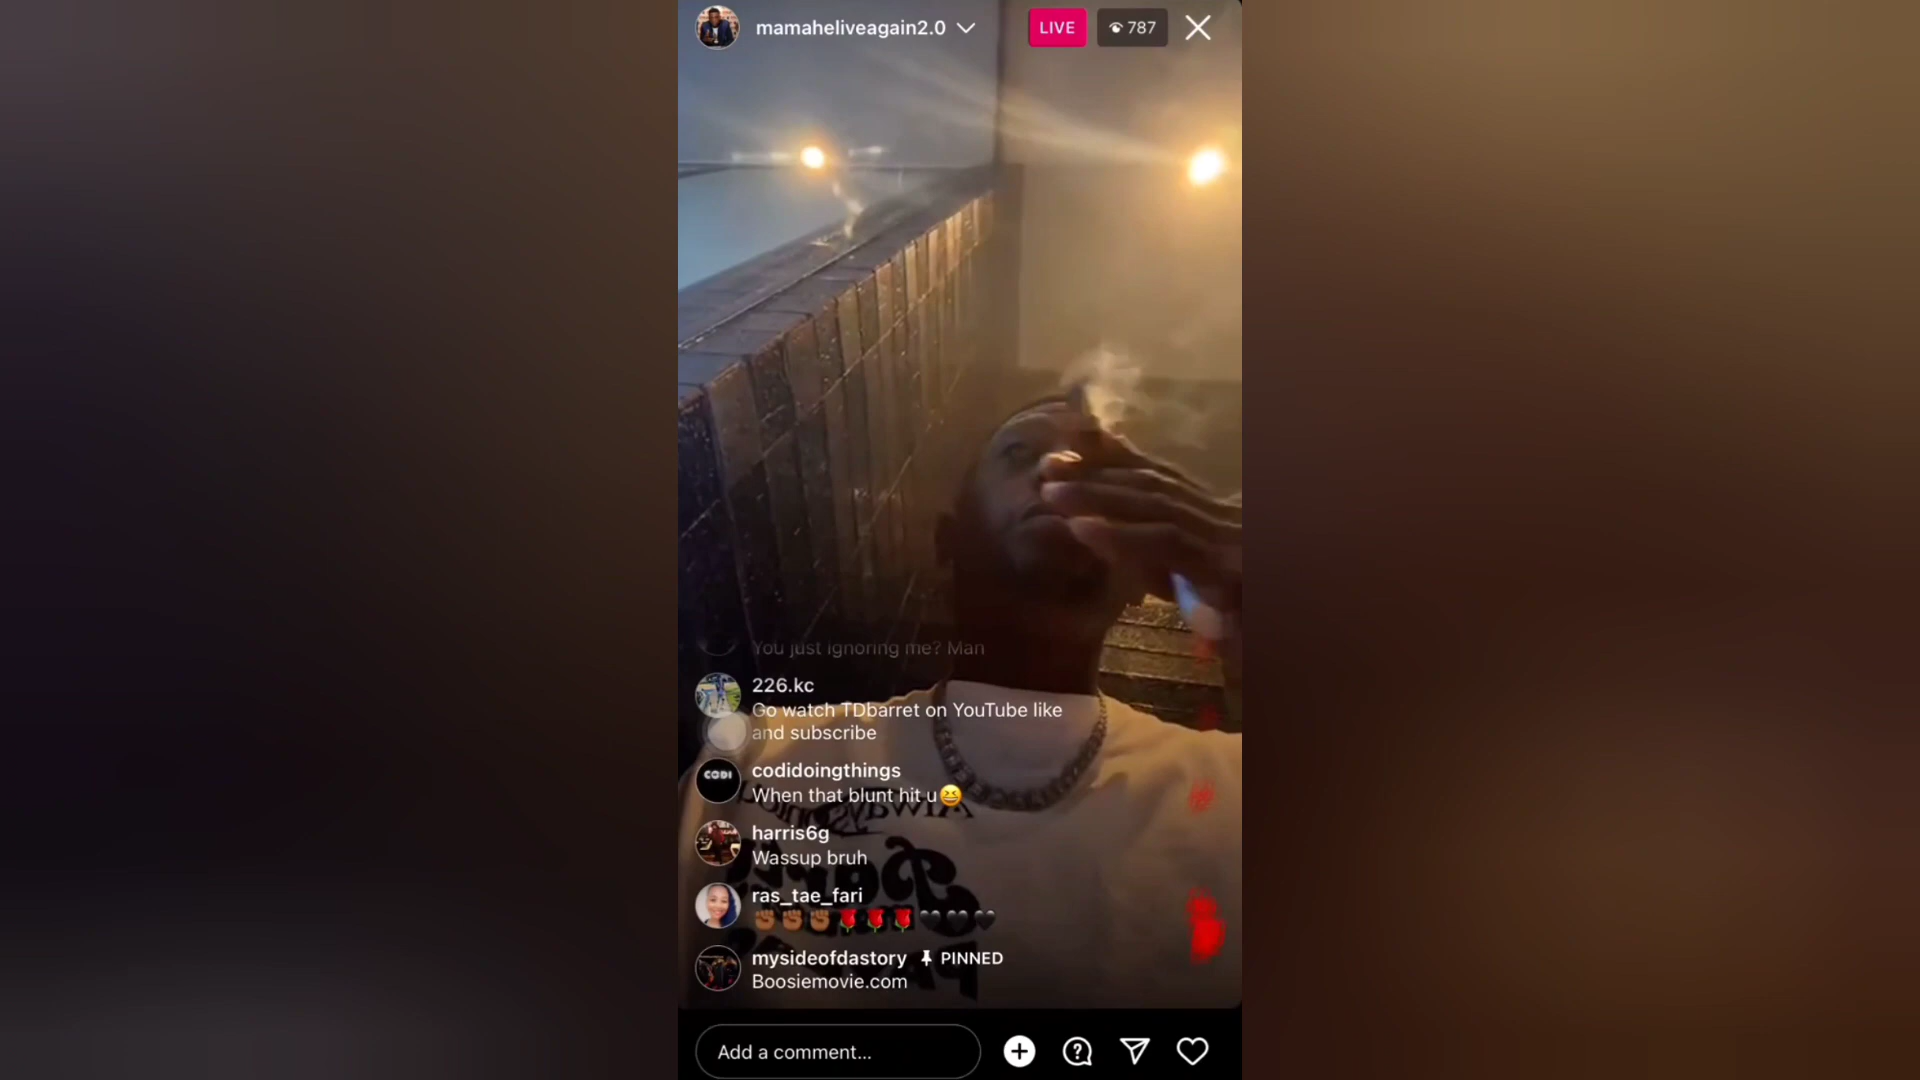 mamaheliveagain2.0
LIVE
787
You just ignoring me? Man
226.kc
Go watch TDbarret on YouTube like
and subscribe
CODI
codidoingthings
When that blunt hit u😆
harris6g
Wassup bruh
ras_tae_fari
✊🏾✊🏾✊🏾🌹🌹🌹🖤🖤🖤
mysideofdastory 📌 PINNED
Boosiemovie.com
Add a comment...